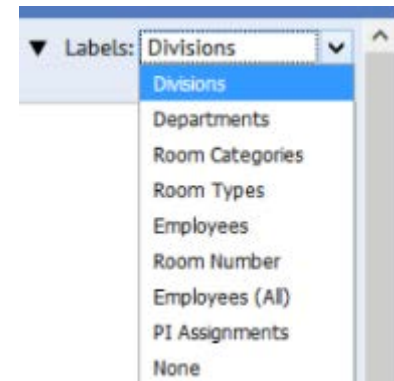 ▼ Labels: Divisions
Divisions
Departments
Room Categories
Room Types
Employees
Room Number
Employees (All)
PI Assignments
None